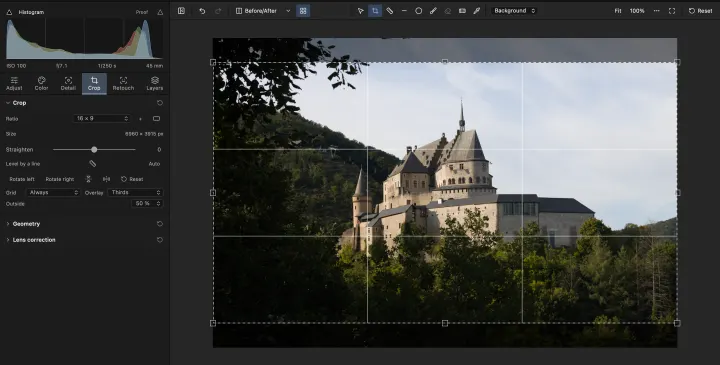 Histogram Proof
ISO 100 57.1 1/250 s 45 mm
Adjust Color Detail Crop Retouch Layers
Crop
Ratio 16 × 9
Size 6960 × 3915 px
Straighten 0
Level by a line Auto
Rotate left Rotate right Reset
Grid Always Overlay Thirds
Outside 50 %
Geometry
Lens correction
Before/After Background Fit 100% Reset